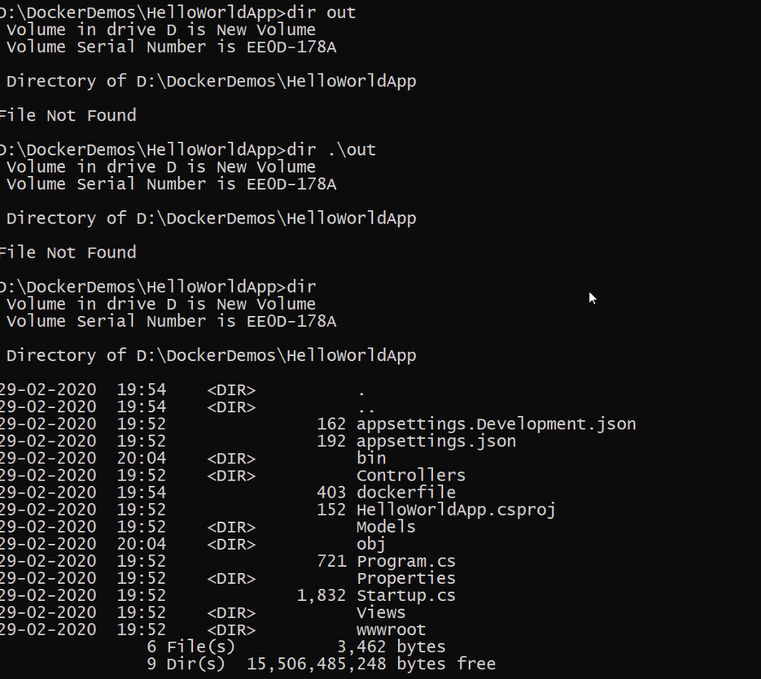 D:\DockerDemos\HelloWorldApp>dir out
Volume in drive D is New Volume
Volume Serial Number is EE0D-178A
Directory of D:\DockerDemos\HelloWorldApp
File Not Found
D:\DockerDemos\HelloWorldApp>dir .\out
Volume in drive D is New Volume
Volume Serial Number is EE0D-178A
Directory of D:\DockerDemos\HelloWorldApp
File Not Found
D:\DockerDemos\HelloWorldApp>dir
Volume in drive D is New Volume
Volume Serial Number is EE0D-178A
Directory of D:\DockerDemos\HelloWorldApp
29-02-2020  19:54    <DIR>          .
29-02-2020  19:54    <DIR>          ..
29-02-2020  19:52               162 appsettings.Development.json
29-02-2020  19:52               192 appsettings.json
29-02-2020  20:04    <DIR>          bin
29-02-2020  19:52    <DIR>          Controllers
29-02-2020  19:54               403 dockerfile
29-02-2020  19:52               152 HelloWorldApp.csproj
29-02-2020  19:52    <DIR>          Models
29-02-2020  20:04    <DIR>          obj
29-02-2020  19:52               721 Program.cs
29-02-2020  19:52    <DIR>          Properties
29-02-2020  19:52             1,832 Startup.cs
29-02-2020  19:52    <DIR>          Views
29-02-2020  19:52    <DIR>          wwwroot
6 File(s)          3,462 bytes
9 Dir(s)  15,506,485,248 bytes free